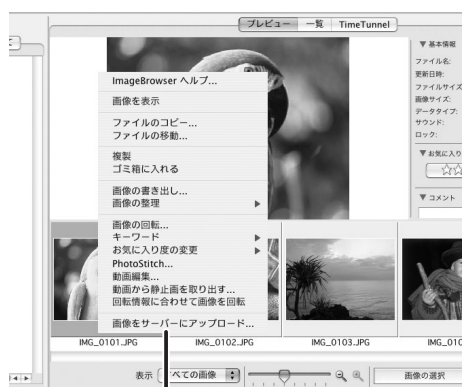 プレビュー 一覧 TimeTunnel
▼ 基本情報
ファイル名:
更新日時:
ファイルサイズ
画像サイズ:
データタイプ:
サウンド:
ロック:
▼ お気に入り
☆☆
▼ コメント
ImageBrowser ヘルプ...
画像を表示
ファイルのコピー...
ファイルの移動...
複製
ゴミ箱に入れる
画像の書き出し...
画像の整理 ▶
画像の回転...
キーワード ▶
お気に入り度の変更 ▶
PhotoStitch...
動画編集...
動画から静止画を取り出す...
回転情報に合わせて画像を回転
画像をサーバーにアップロード...
IMG_0101.JPG IMG_0102.JPG IMG_0103.JPG IMG_010
表示 すべての画像
画像の選択